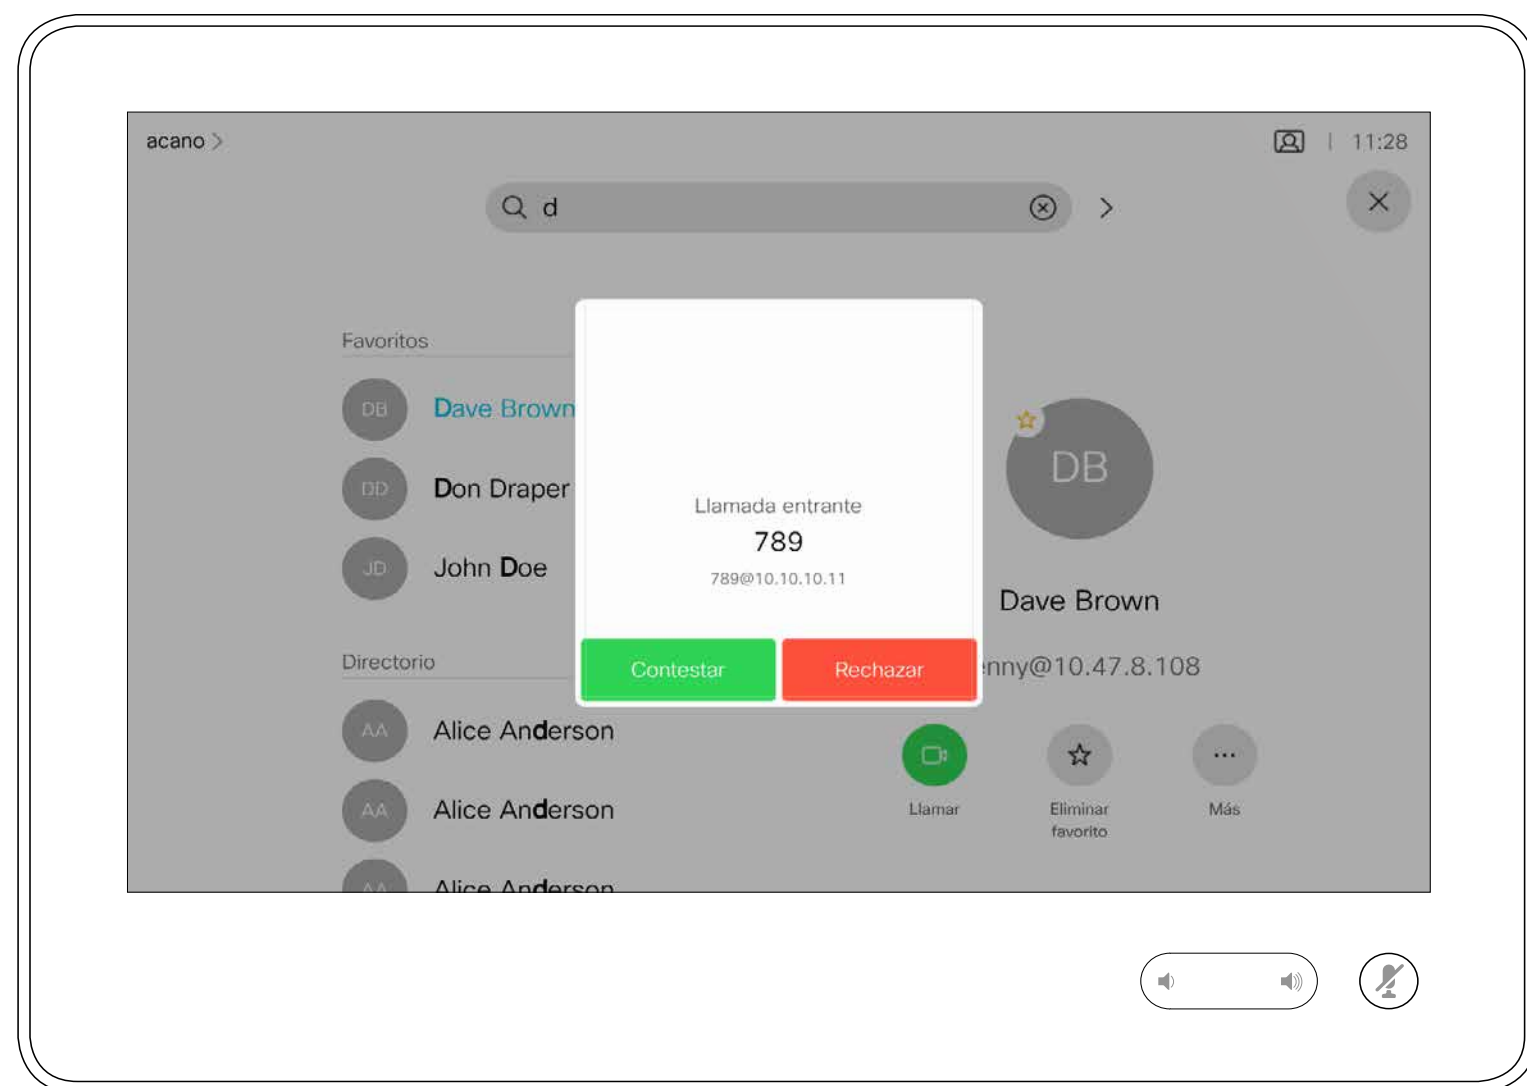 acano >
11:28
d
Favoritos
DB
Dave Brown
DD
Don Draper
JD
John Doe
Directorio
AA
Alice Anderson
AA
Alice Anderson
AA
Alice Anderson
Llamada entrante
789
789@10.10.10.11
Contestar
Rechazar
DB
Dave Brown
nny@10.47.8.108
Llamar
Eliminar
favorito
Más